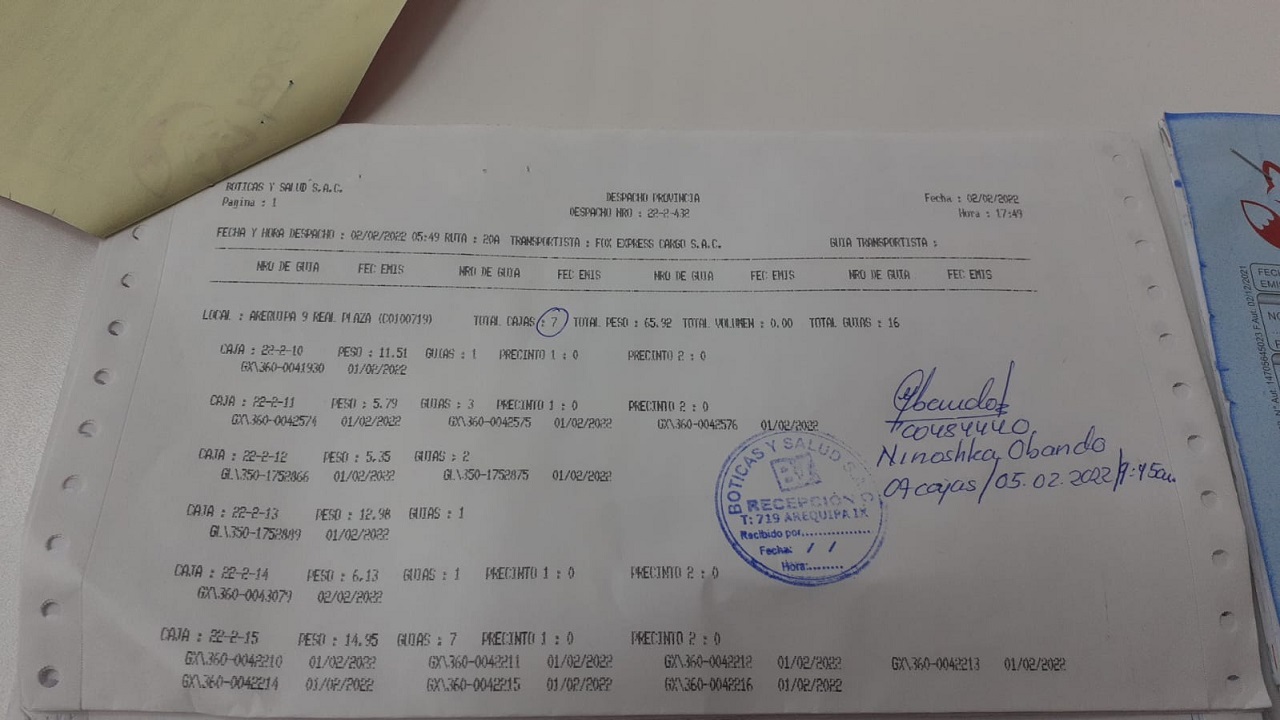 BOTICAS Y SALUD S.A.C.
Pagina : 1
DESPACHO PROVINCIA
DESPACHO NRO : 22-2-432
Fecha : 02/02/2022
Hora : 17:49
FECHA Y HORA DESPACHO : 02/02/2022 05:49 RUTA : 20A TRANSPORTISTA : FOX EXPRESS CARGO S.A.C. GUIA TRANSPORTISTA :
NRO DE GUIA FEC EMIS NRO DE GUIA FEC EMIS NRO DE GUIA FEC EMIS NRO DE GUIA FEC EMIS
LOCAL : AREQUIPA 9 REAL PLAZA (C0100719) TOTAL CAJAS : 7 TOTAL PESO : 65.92 TOTAL VOLUMEN : 0.00 TOTAL GUIAS : 16
CAJA : 22-2-10 PESO : 11.51 GUIAS : 1 PRECINTO 1 : 0 PRECINTO 2 : 0
GX\360-0041930 01/02/2022
CAJA : 22-2-11 PESO : 5.79 GUIAS : 3 PRECINTO 1 : 0 PRECINTO 2 : 0
GX\360-0042574 01/02/2022 GX\360-0042575 01/02/2022 GX\360-0042576 01/02/2022
CAJA : 22-2-12 PESO : 5.35 GUIAS : 2
GL\350-1752866 01/02/2022 GL\350-1752875 01/02/2022
CAJA : 22-2-13 PESO : 12.98 GUIAS : 1
GL\350-1752889 01/02/2022
CAJA : 22-2-14 PESO : 6.13 GUIAS : 1 PRECINTO 1 : 0 PRECINTO 2 : 0
GX\360-0043079 02/02/2022
CAJA : 22-2-15 PESO : 14.95 GUIAS : 7 PRECINTO 1 : 0 PRECINTO 2 : 0
GX\360-0042210 01/02/2022 GX\360-0042211 01/02/2022 GX\360-0042212 01/02/2022 GX\360-0042213 01/02/2022
GX\360-0042214 01/02/2022 GX\360-0042215 01/02/2022 GX\360-0042216 01/02/2022
Obando
00484440
Ninoshka Obando
07 cajas / 05.02.2022 /
BOTICAS Y SALUD S.A.C
RECEPCIÓN
T: 719 AREQUIPA IX
Recibido por................
Fecha: / /
Hora:........